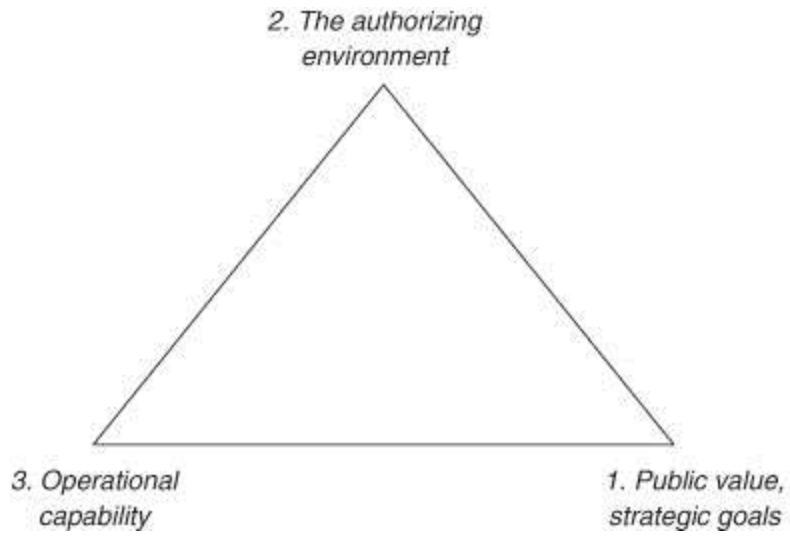 2. The authorizing
environment
3. Operational
capability
1. Public value,
strategic goals